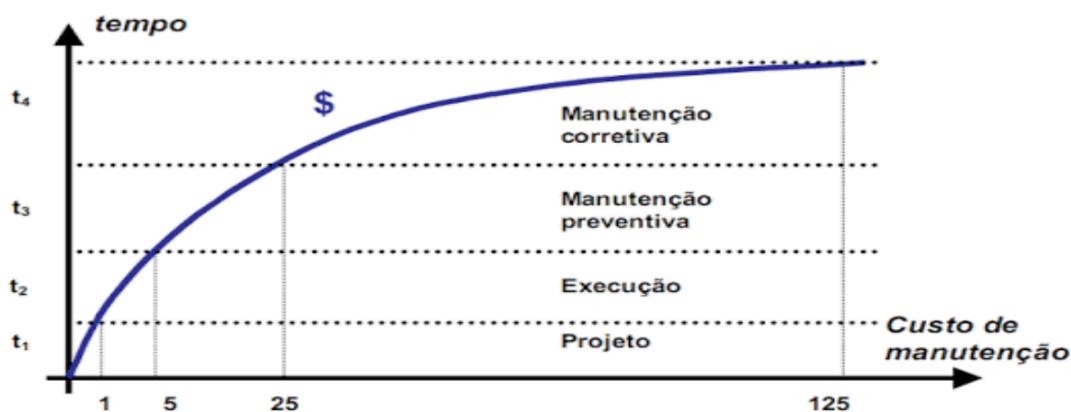 tempo
t₄
$
Manutenção
corretiva
t₃
Manutenção
preventiva
t₂
Execução
t₁
Projeto
Custo de
manutenção
1 5 25 125